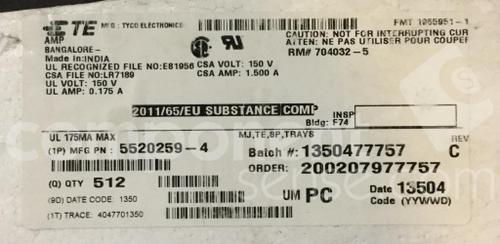 TE MFG : TYCO ELECTRONICS
AMP
BANGALORE-
Made in:INDIA
UL RECOGNIZED FILE NO:E81956 CSA VOLT: 150 V
CSA FILE NO:LR7189 CSA AMP: 1.500 A
UL VOLT: 150 V
UL AMP: 0.175 A
FMT 1255951-1
CAUTION: NOT FOR INTERRUPTING CUR
ATTEN: NE PAS UTILISER POUR COUPER
RM# 704032-5
2011/65/EU SUBSTANCE COMP
INSP
Bldg: F74
UL 175MA MAX
MJ,TE,8P,TRAYS
(1P) MFG PN : 5520259-4
Batch #: 1350477757
REV
C
ORDER: 200207977757
(Q) QTY 512
UM PC
Date 13504
Code (YYWWD)
(9D) DATE CODE: 1350
(1T) TRACE: 4047701350